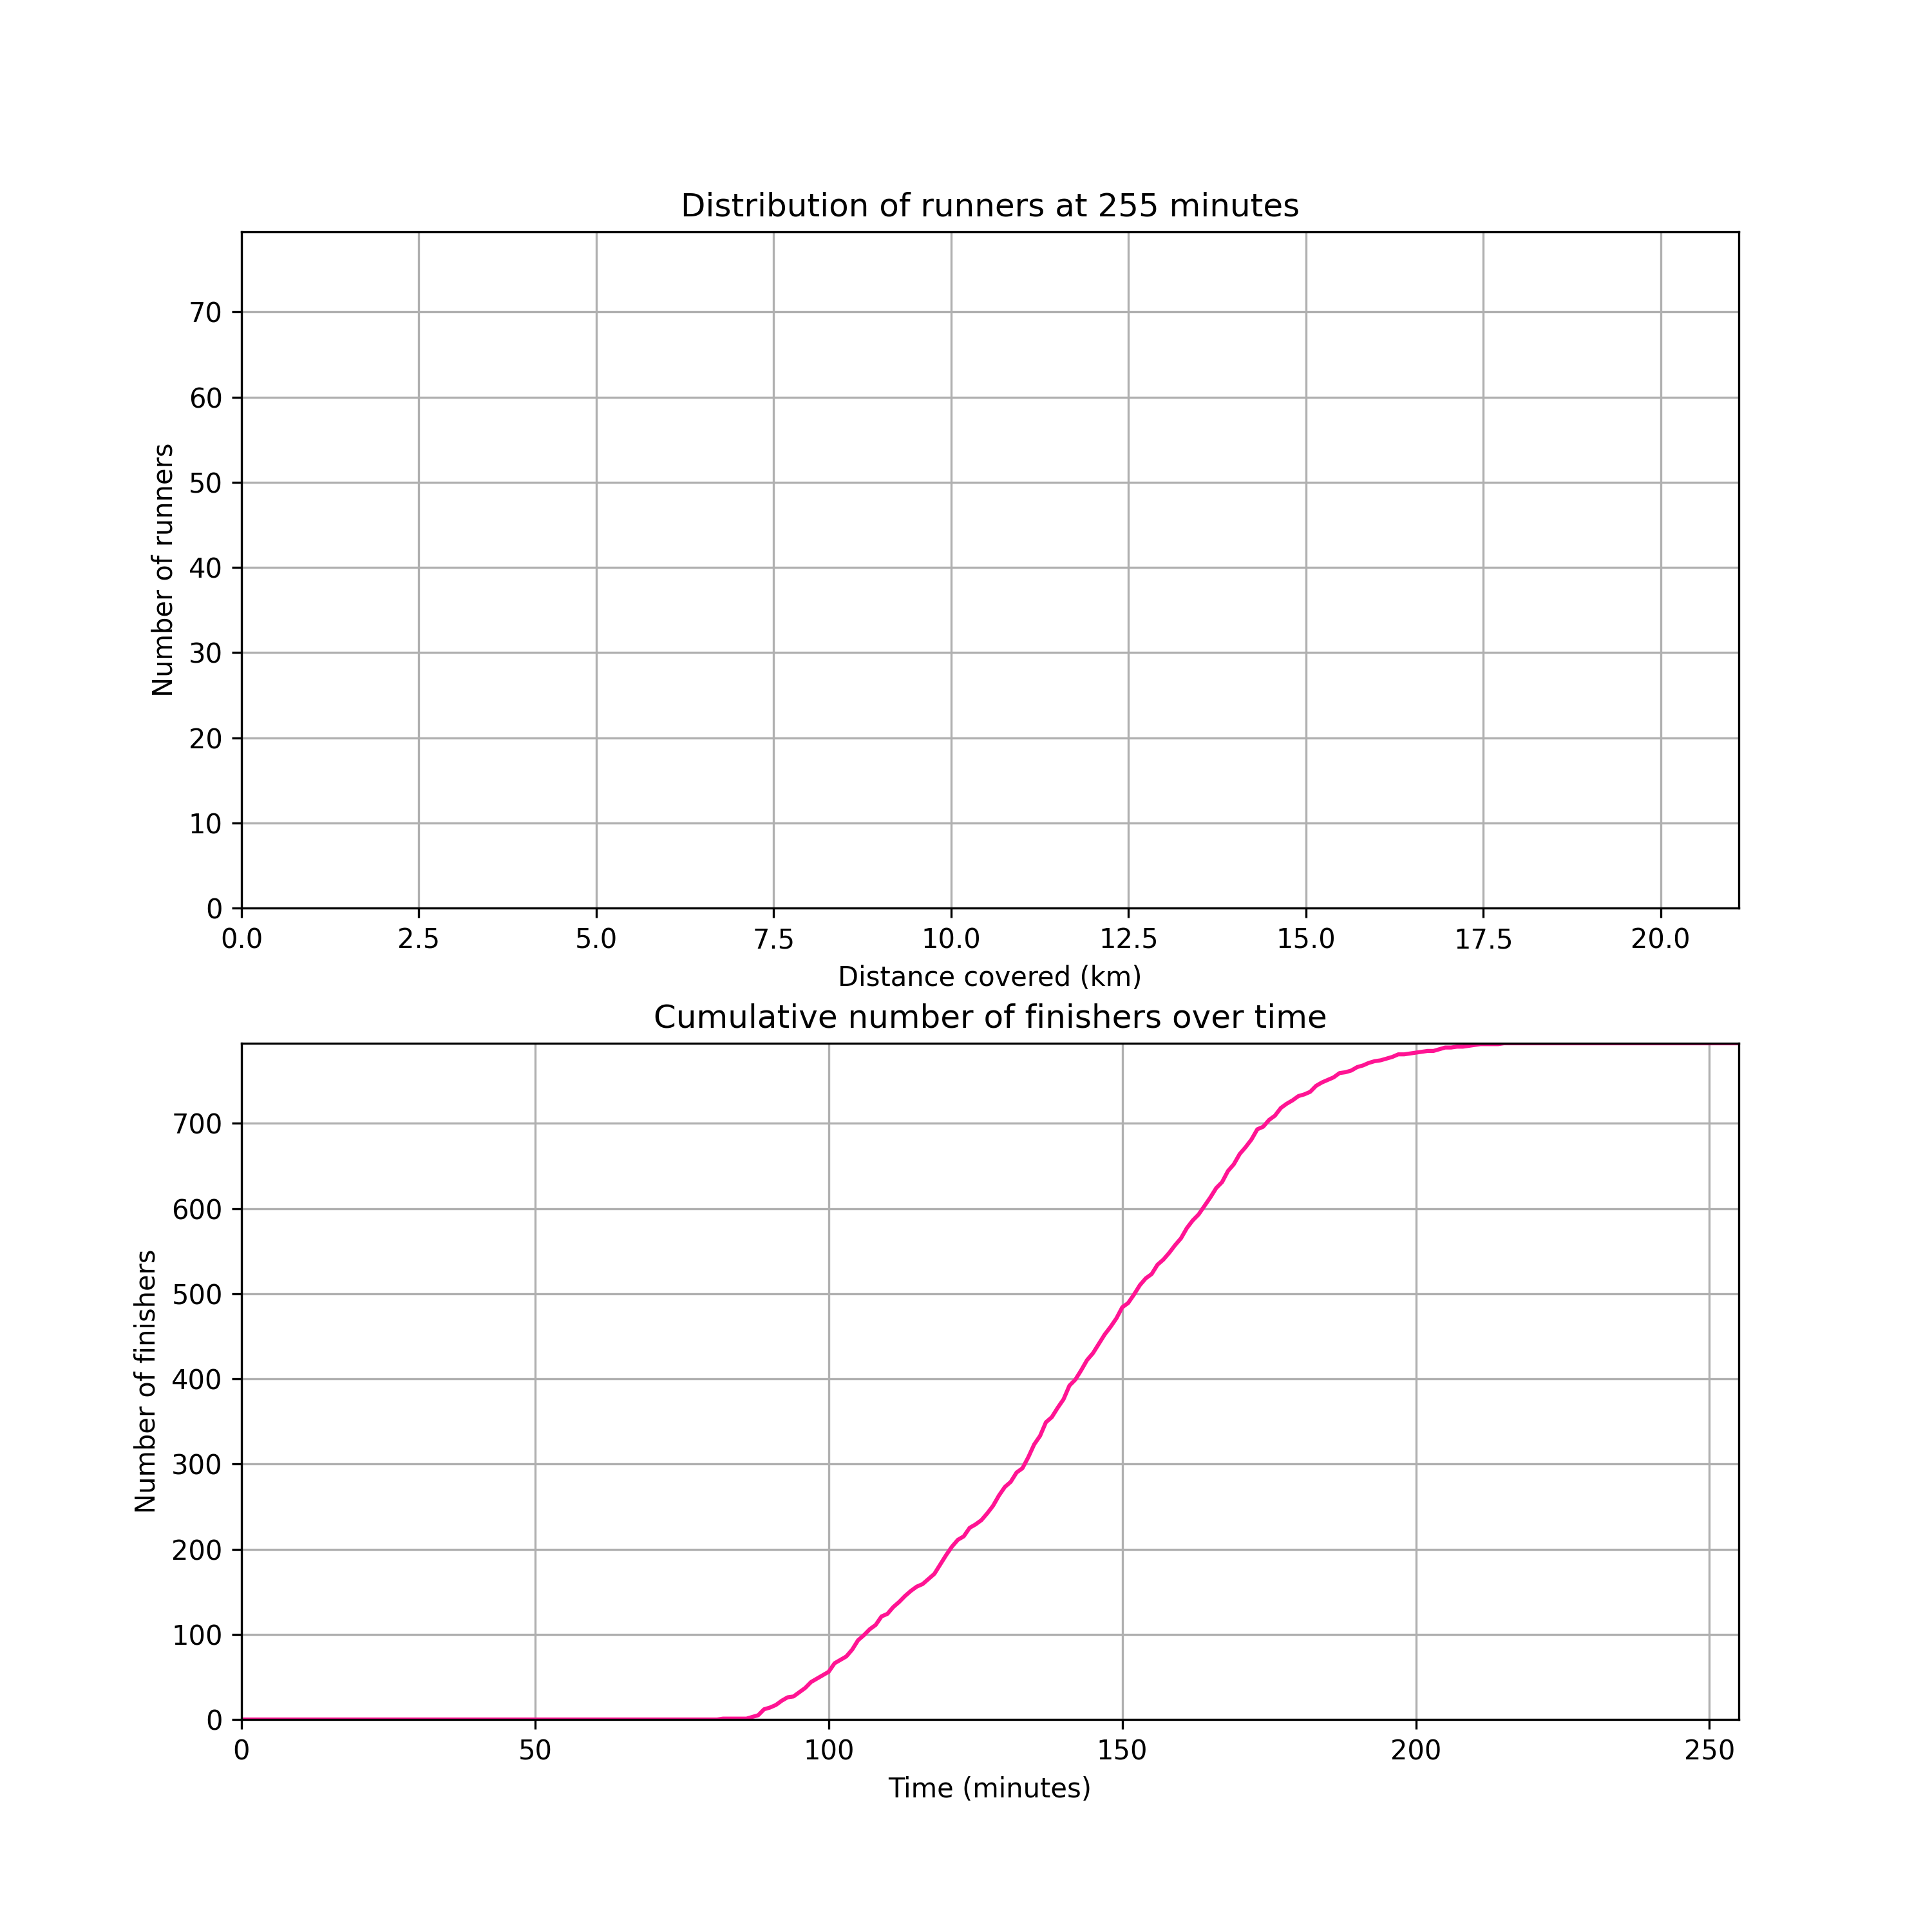 Distribution of runners at 255 minutes
70
60
50
40
30
20
10
0
Number of runners
0.0 2.5 5.0 7.5 10.0 12.5 15.0 17.5 20.0
Distance covered (km)
Cumulative number of finishers over time
700
600
500
400
300
200
100
0
Number of finishers
0 50 100 150 200 250
Time (minutes)